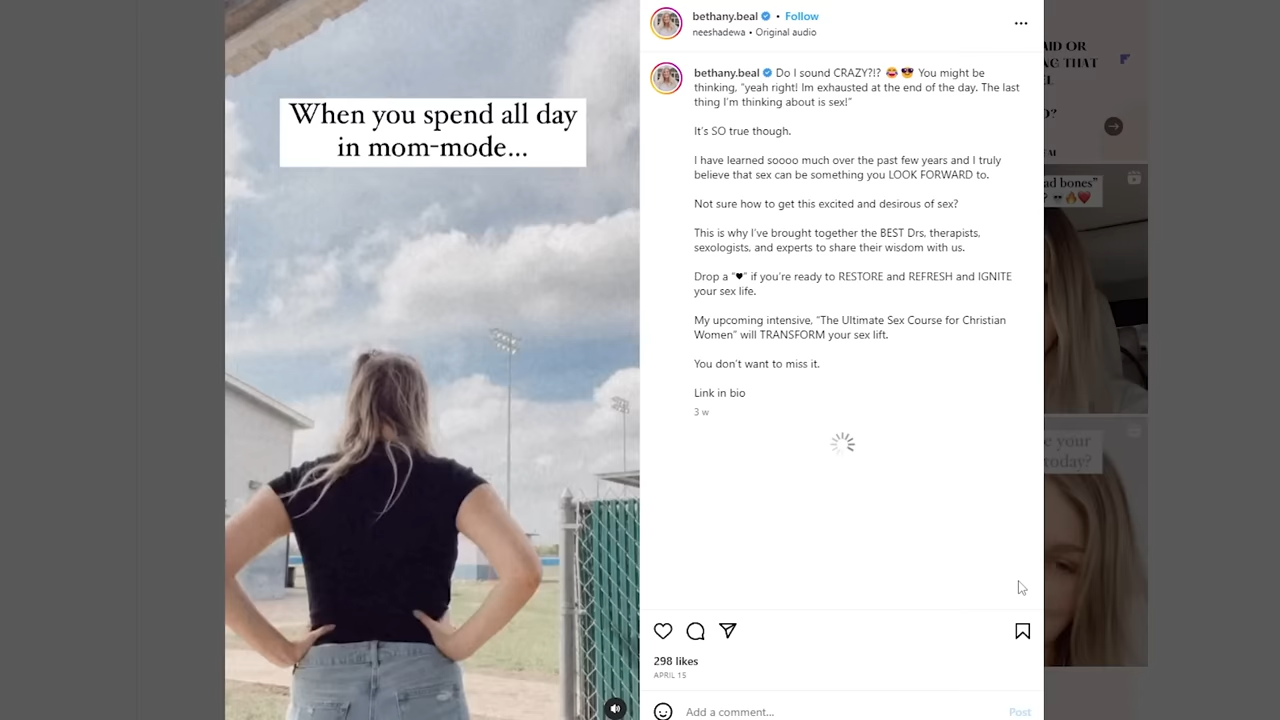 When you spend all day
in mom-mode...
bethany.beal • Follow
neeshadewa • Original audio
bethany.beal Do I sound CRAZY?!? 😂 😎 You might be
thinking, "yeah right! Im exhausted at the end of the day. The last
thing I'm thinking about is sex!"
It's SO true though.
I have learned soooo much over the past few years and I truly
believe that sex can be something you LOOK FORWARD to.
Not sure how to get this excited and desirous of sex?
This is why I've brought together the BEST Drs, therapists,
sexologists, and experts to share their wisdom with us.
Drop a "♥" if you're ready to RESTORE and REFRESH and IGNITE
your sex life.
My upcoming intensive, "The Ultimate Sex Course for Christian
Women" will TRANSFORM your sex lift.
You don't want to miss it.
Link in bio
3 w
298 likes
APRIL 15
Add a comment...
Post
ad bones"
e your
today?